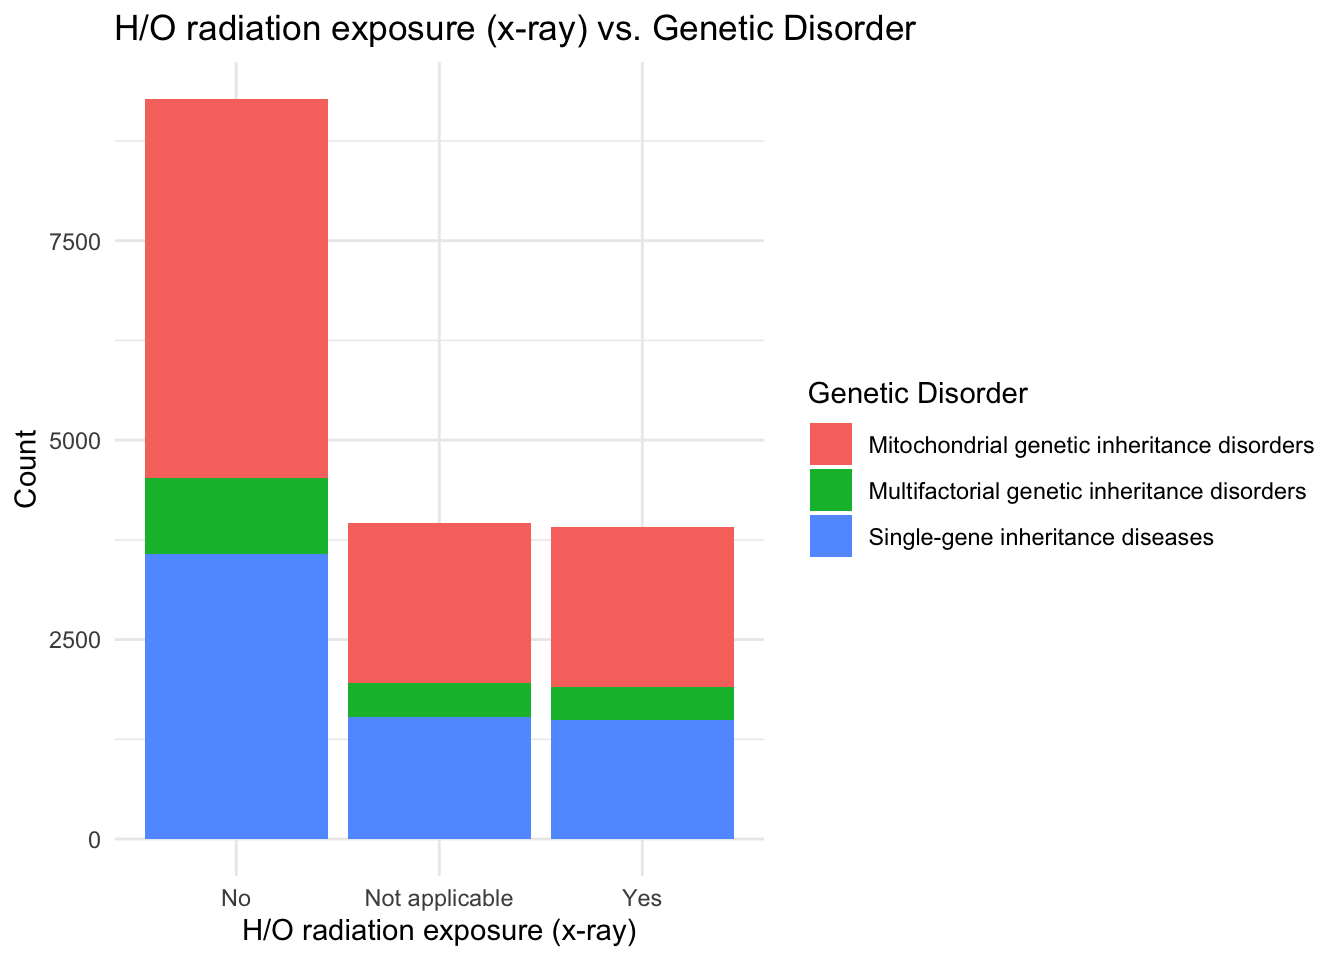 H/O radiation exposure (x-ray) vs. Genetic Disorder
Count
7500
5000
2500
0
No
Not applicable
Yes
H/O radiation exposure (x-ray)
Genetic Disorder
Mitochondrial genetic inheritance disorders
Multifactorial genetic inheritance disorders
Single-gene inheritance diseases